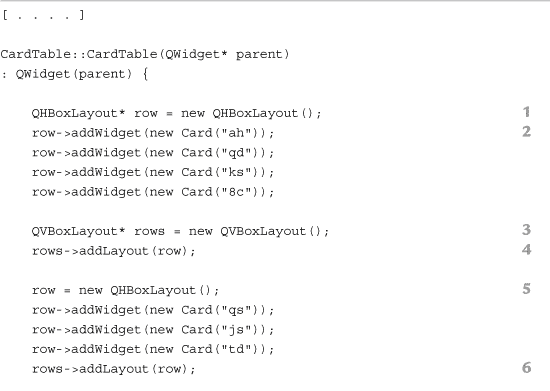 [ . . . . ]
CardTable::CardTable(QWidget* parent)
: QWidget(parent) {
QHBoxLayout* row = new QHBoxLayout(); 1
row->addWidget(new Card("ah")); 2
row->addWidget(new Card("qd"));
row->addWidget(new Card("ks"));
row->addWidget(new Card("8c"));
QVBoxLayout* rows = new QVBoxLayout(); 3
rows->addLayout(row); 4
row = new QHBoxLayout(); 5
row->addWidget(new Card("qs"));
row->addWidget(new Card("js"));
row->addWidget(new Card("td"));
rows->addLayout(row); 6